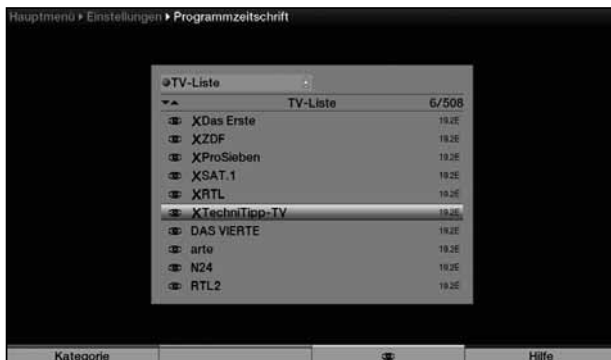 Hauptmenü ▸ Einstellungen ▸ Programmzeitschrift
TV-Liste
TV-Liste 6/508
XDas Erste 19.2E
XZDF 19.2E
XProSieben 19.2E
XSAT.1 19.2E
XRTL 19.2E
XTechniTipp-TV 19.2E
DAS VIERTE 19.2E
arte 19.2E
N24 19.2E
RTL2 19.2E
Kategorie Hilfe